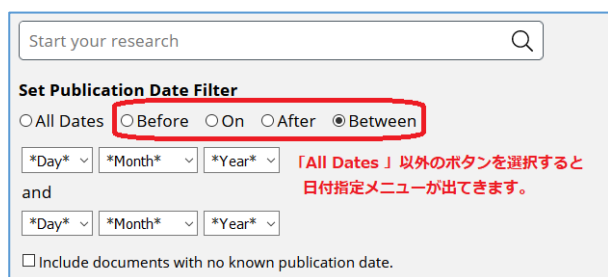 Start your research
Set Publication Date Filter
All Dates Before On After Between
*Day* *Month* *Year* 「All Dates 」以外のボタンを選択すると
and 日付指定メニューが出てきます。
*Day* *Month* *Year*
Include documents with no known publication date.